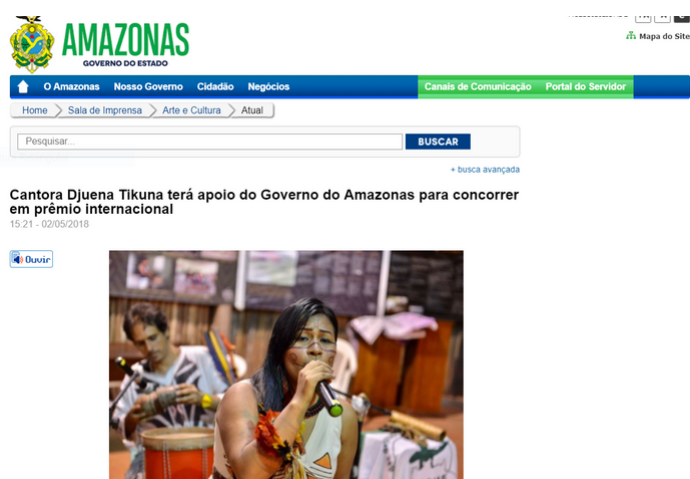 AMAZONAS
GOVERNO DO ESTADO
Mapa do Site
O Amazonas Nosso Governo Cidadão Negócios Canais de Comunicação Portal do Servidor
Home Sala de Imprensa Arte e Cultura Atual
Pesquisar... BUSCAR
+ busca avançada
Cantora Djuena Tikuna terá apoio do Governo do Amazonas para concorrer
em prêmio internacional
15:21 - 02/05/2018
Ouvir